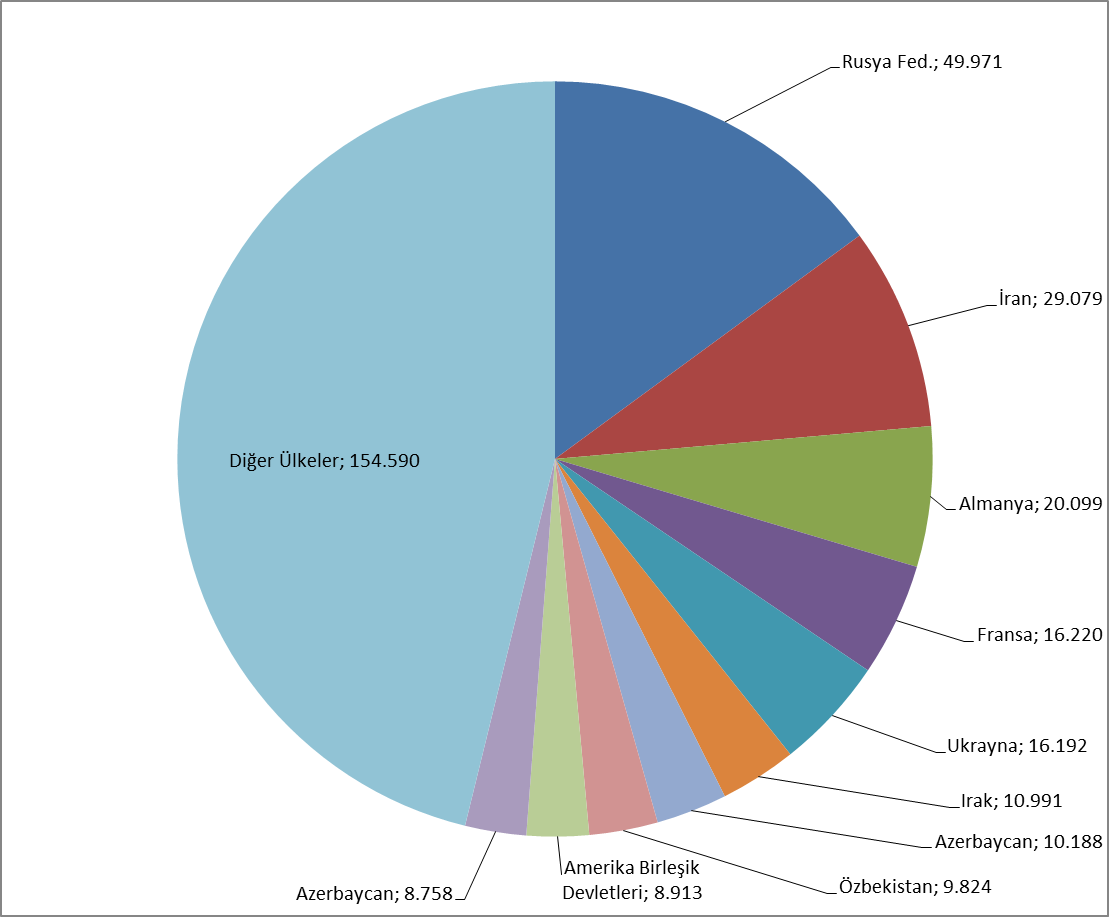 Rusya Fed.; 49.971
İran; 29.079
Almanya; 20.099
Fransa; 16.220
Ukrayna; 16.192
Irak; 10.991
Azerbaycan; 10.188
Özbekistan; 9.824
Amerika Birleşik
Devletleri; 8.913
Azerbaycan; 8.758
Diğer Ülkeler; 154.590